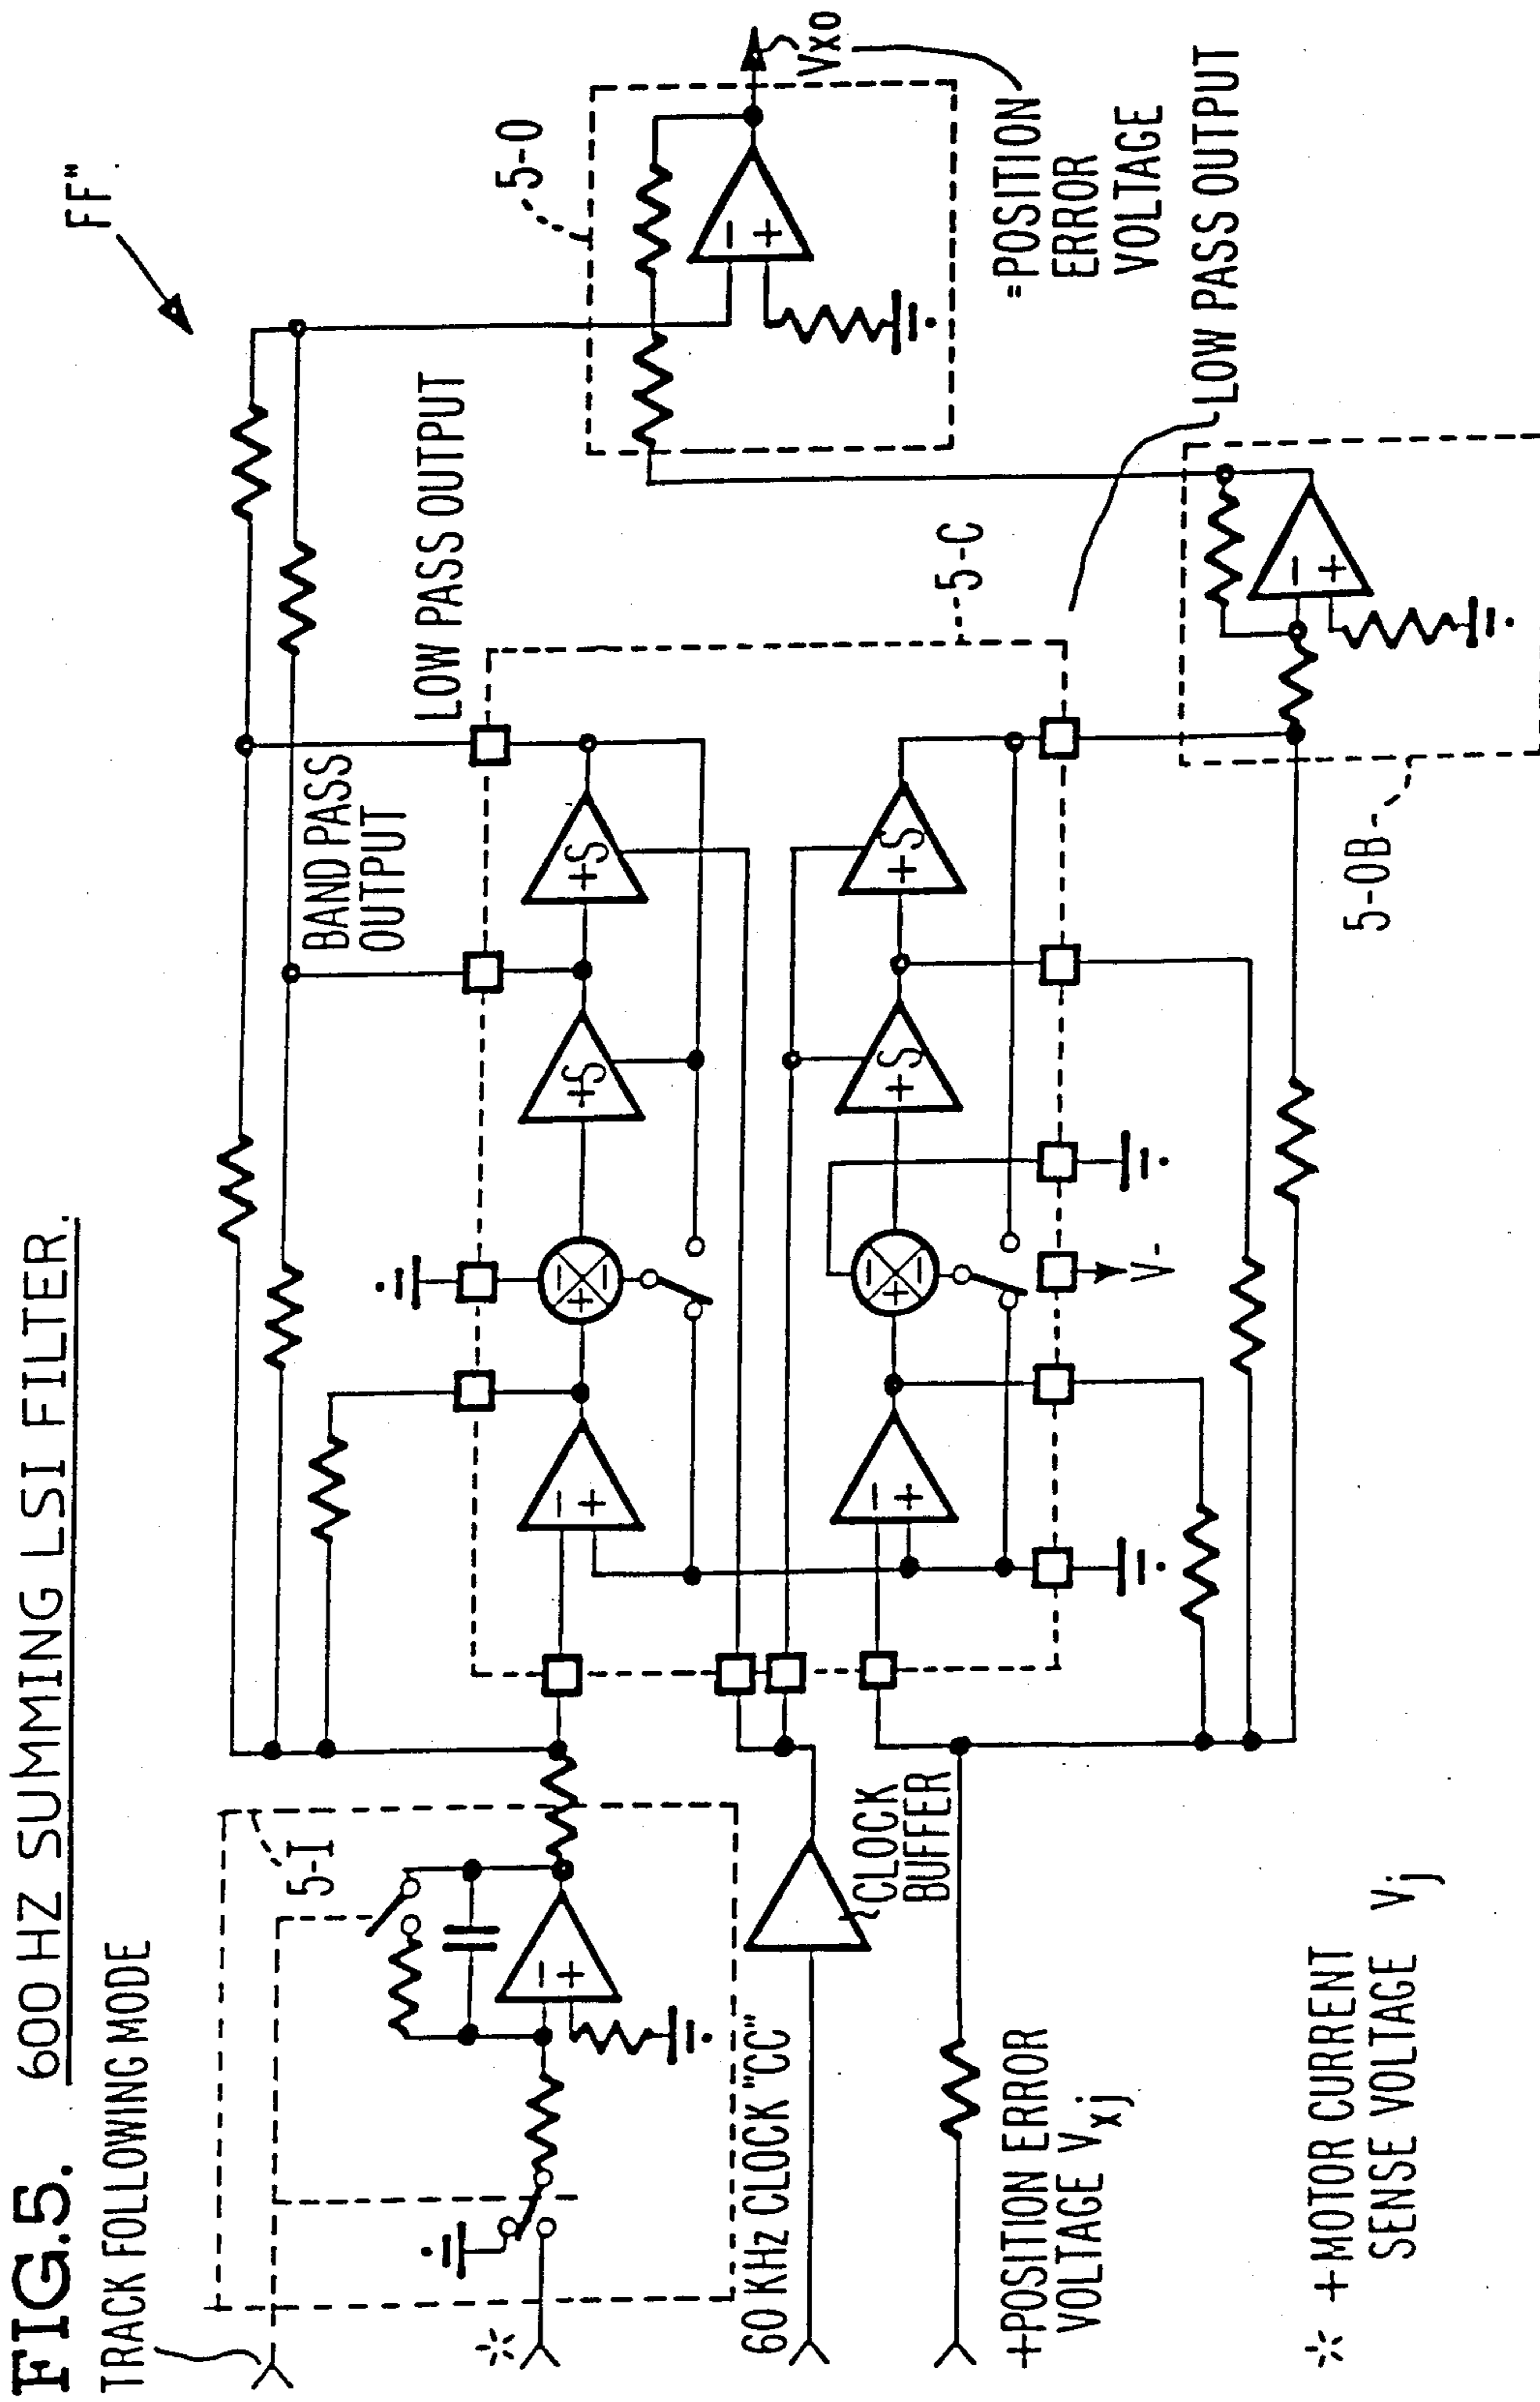 FIG.5. 600 HZ SUMMING LSI FILTER.
TRACK FOLLOWING MODE
FF"
5-I
BAND PASS
OUTPUT
LOW PASS OUTPUT
5-O
Vxo
="POSITION
ERROR
VOLTAGE
LOW PASS OUTPUT
5-C
5-OB
60 KHz CLOCK "CC"
CLOCK
BUFFER
+POSITION ERROR
VOLTAGE Vxj
* +MOTOR CURRENT
SENSE VOLTAGE Vj
*
V-
- +
- +
+ - -
+S
+S
- +
+ - -
+S
+S
- +
- +